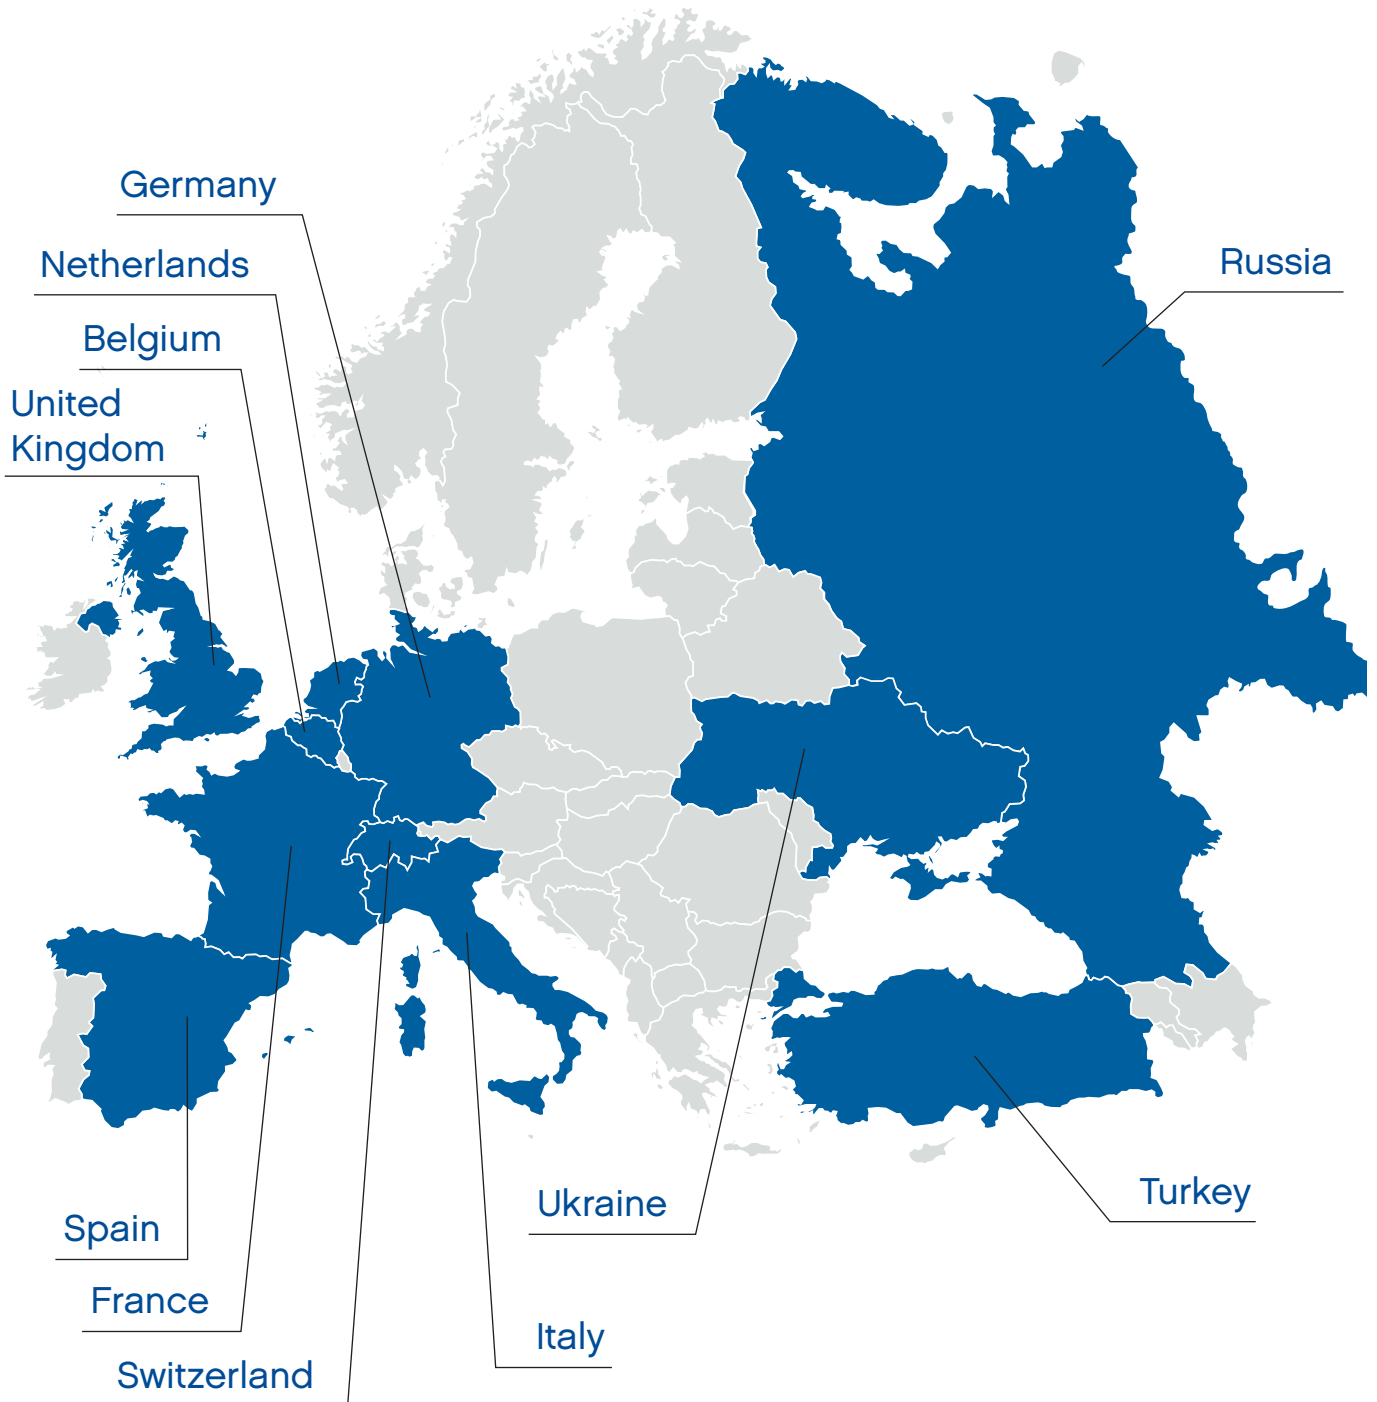 Germany
Netherlands
Belgium
United
Kingdom
Russia
Spain
France
Switzerland
Ukraine
Italy
Turkey